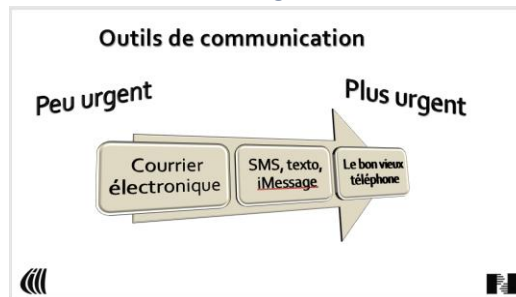 Outils de communication
Peu urgent
Plus urgent
Courrier
électronique
SMS, texto,
iMessage
Le bon vieux
téléphone